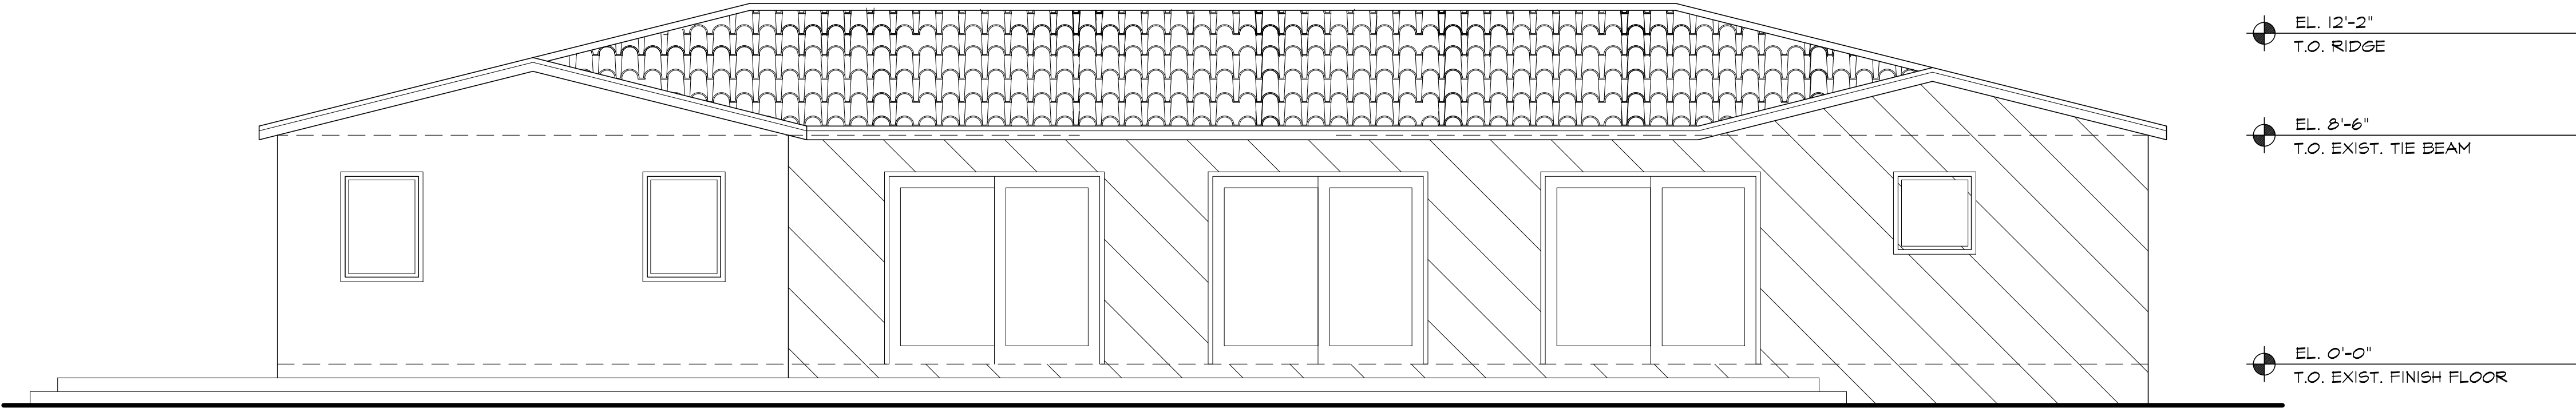 EL. 12'-2"
T.O. RIDGE
EL. 8'-6"
T.O. EXIST. TIE BEAM
EL. 0'-0"
T.O. EXIST. FINISH FLOOR